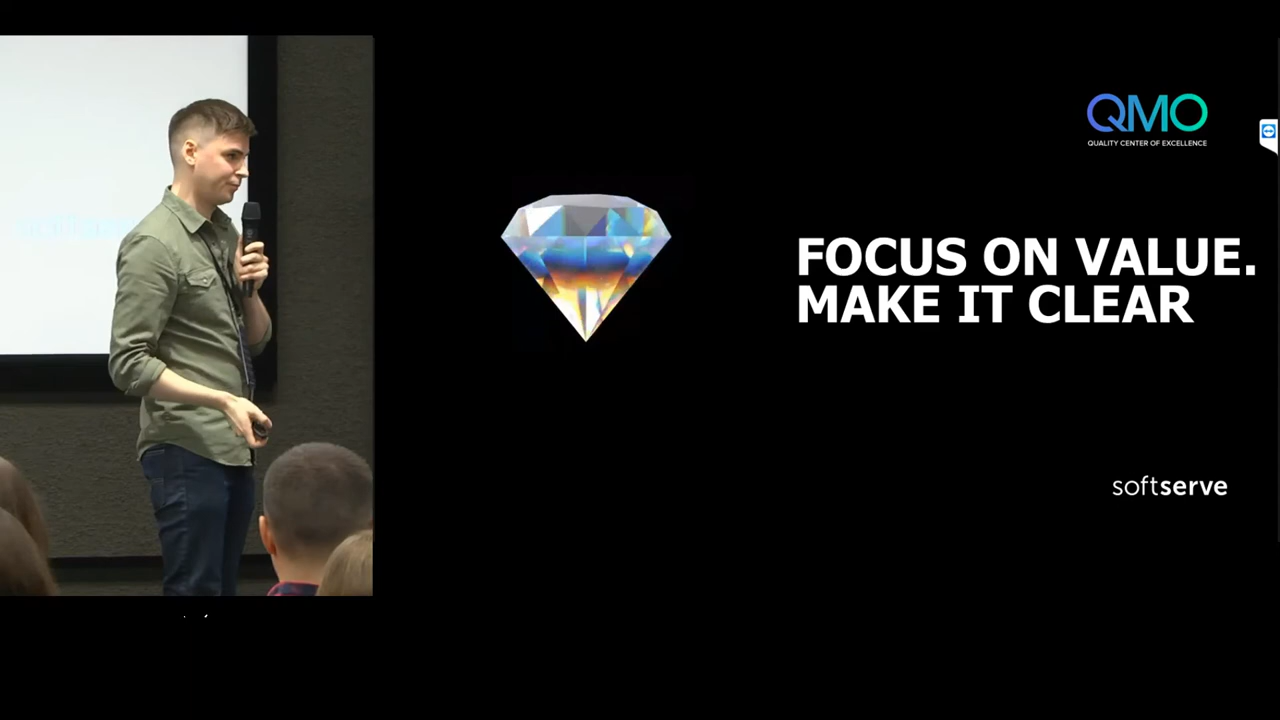 QMO
QUALITY CENTER OF EXCELLENCE
FOCUS ON VALUE.
MAKE IT CLEAR
softserve